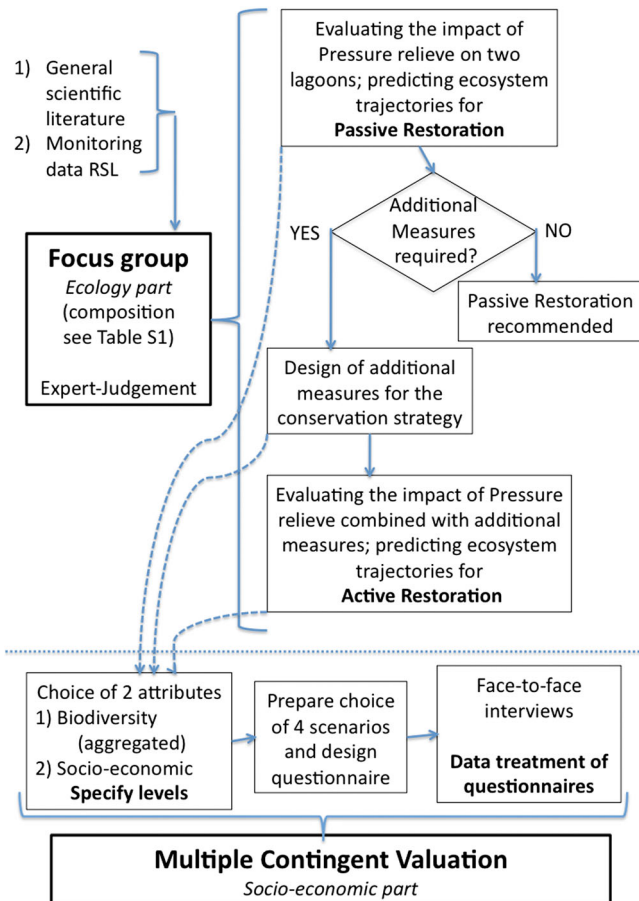 1) General
scientific
literature
2) Monitoring
data RSL
Focus group
Ecology part
(composition
see Table S1)
Expert-Judgement
Evaluating the impact of
Pressure relieve on two
lagoons; predicting ecosystem
trajectories for
Passive Restoration
Additional
Measures
required?
YES
NO
Passive Restoration
recommended
Design of additional
measures for the
conservation strategy
Evaluating the impact of Pressure
relieve combined with additional
measures; predicting ecosystem
trajectories for
Active Restoration
Choice of 2 attributes
1) Biodiversity
(aggregated)
2) Socio-economic
Specify levels
Prepare choice
of 4 scenarios
and design
questionnaire
Face-to-face
interviews
Data treatment of
questionnaires
Multiple Contingent Valuation
Socio-economic part